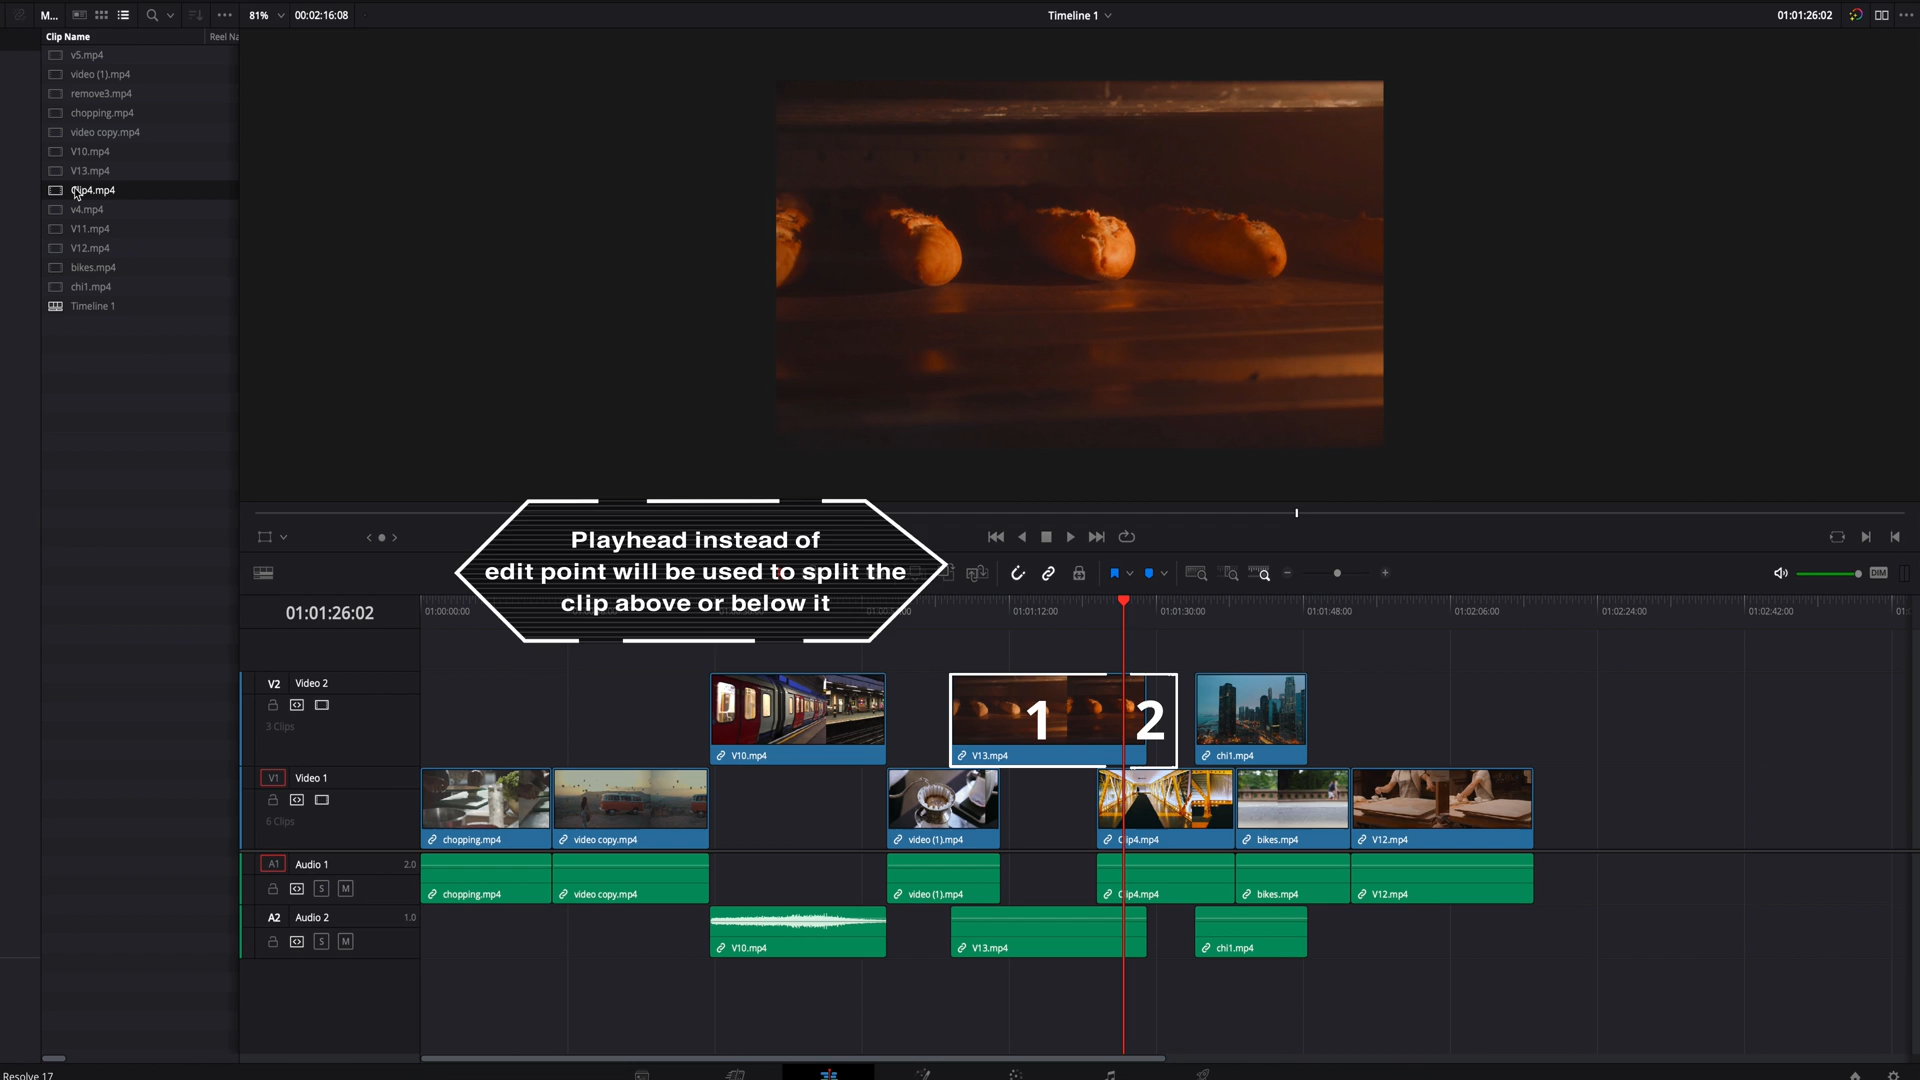 M...
81%
00:02:16:08
Timeline 1
01:01:26:02
Clip Name
Reel Na
v5.mp4
video (1).mp4
remove3.mp4
chopping.mp4
video copy.mp4
V10.mp4
V13.mp4
Clip4.mp4
v4.mp4
V11.mp4
V12.mp4
bikes.mp4
chi1.mp4
Timeline 1
Playhead instead of
edit point will be used to split the
clip above or below it
DIM
01:01:26:02
01:00:00:00
01:01:12:00
01:01:30:00
01:01:48:00
01:02:06:00
01:02:24:00
01:02:42:00
01:
V2 Video 2
3 Clips
V10.mp4
1
2
V13.mp4
chi1.mp4
V1 Video 1
6 Clips
chopping.mp4
video copy.mp4
video (1).mp4
Clip4.mp4
bikes.mp4
V12.mp4
A1 Audio 1 2.0
S M
chopping.mp4
video copy.mp4
video (1).mp4
Clip4.mp4
bikes.mp4
V12.mp4
A2 Audio 2 1.0
S M
V10.mp4
V13.mp4
chi1.mp4
Resolve 17